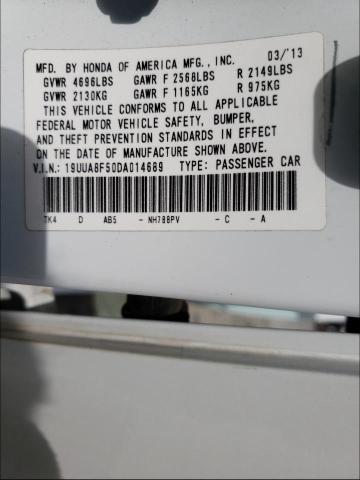 MFD. BY HONDA OF AMERICA MFG., INC. 03/'13
GVWR 4696LBS GAWR F 2568LBS R 2149LBS
GVWR 2130KG GAWR F 1165KG R 975KG
THIS VEHICLE CONFORMS TO ALL APPLICABLE
FEDERAL MOTOR VEHICLE SAFETY, BUMPER,
AND THEFT PREVENTION STANDARDS IN EFFECT
ON THE DATE OF MANUFACTURE SHOWN ABOVE.
V.I.N.: 19UUA8F50DA014689 TYPE: PASSENGER CAR
TK4 D AB5 - NH788PV - C - A